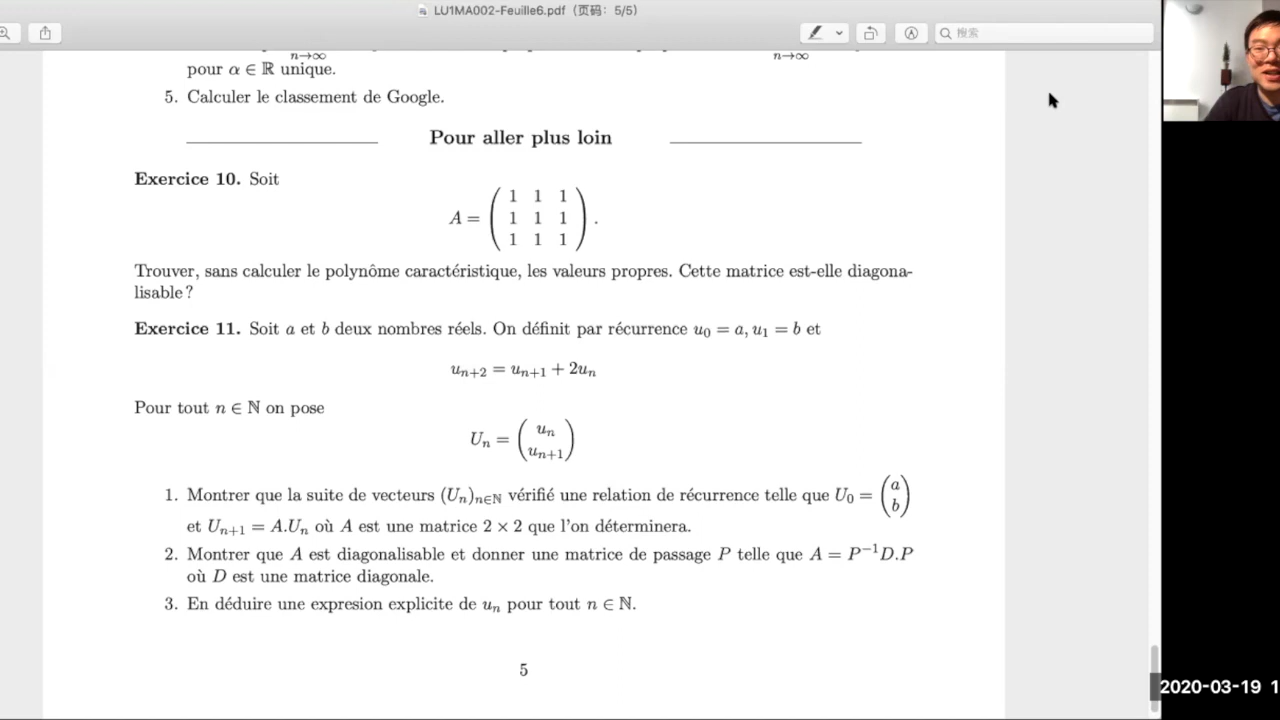 LU1MA002-Feuille6.pdf（页码：5/5）
搜索
n→∞ n→∞
pour α ∈ ℝ unique.
5. Calculer le classement de Google.
Pour aller plus loin
Exercice 10. Soit
1 1 1
A = ( 1 1 1 ) .
1 1 1
Trouver, sans calculer le polynôme caractéristique, les valeurs propres. Cette matrice est-elle diagona-
lisable ?
Exercice 11. Soit a et b deux nombres réels. On définit par récurrence u₀ = a, u₁ = b et
uₙ₊₂ = uₙ₊₁ + 2uₙ
Pour tout n ∈ ℕ on pose
Uₙ = (uₙ
uₙ₊₁)
1. Montrer que la suite de vecteurs (Uₙ)n∈ℕ vérifié une relation de récurrence telle que U₀ = (a
b)
et Uₙ₊₁ = A.Uₙ où A est une matrice 2 × 2 que l'on déterminera.
2. Montrer que A est diagonalisable et donner une matrice de passage P telle que A = P⁻¹D.P
où D est une matrice diagonale.
3. En déduire une expresion explicite de uₙ pour tout n ∈ ℕ.
5
2020-03-19 1